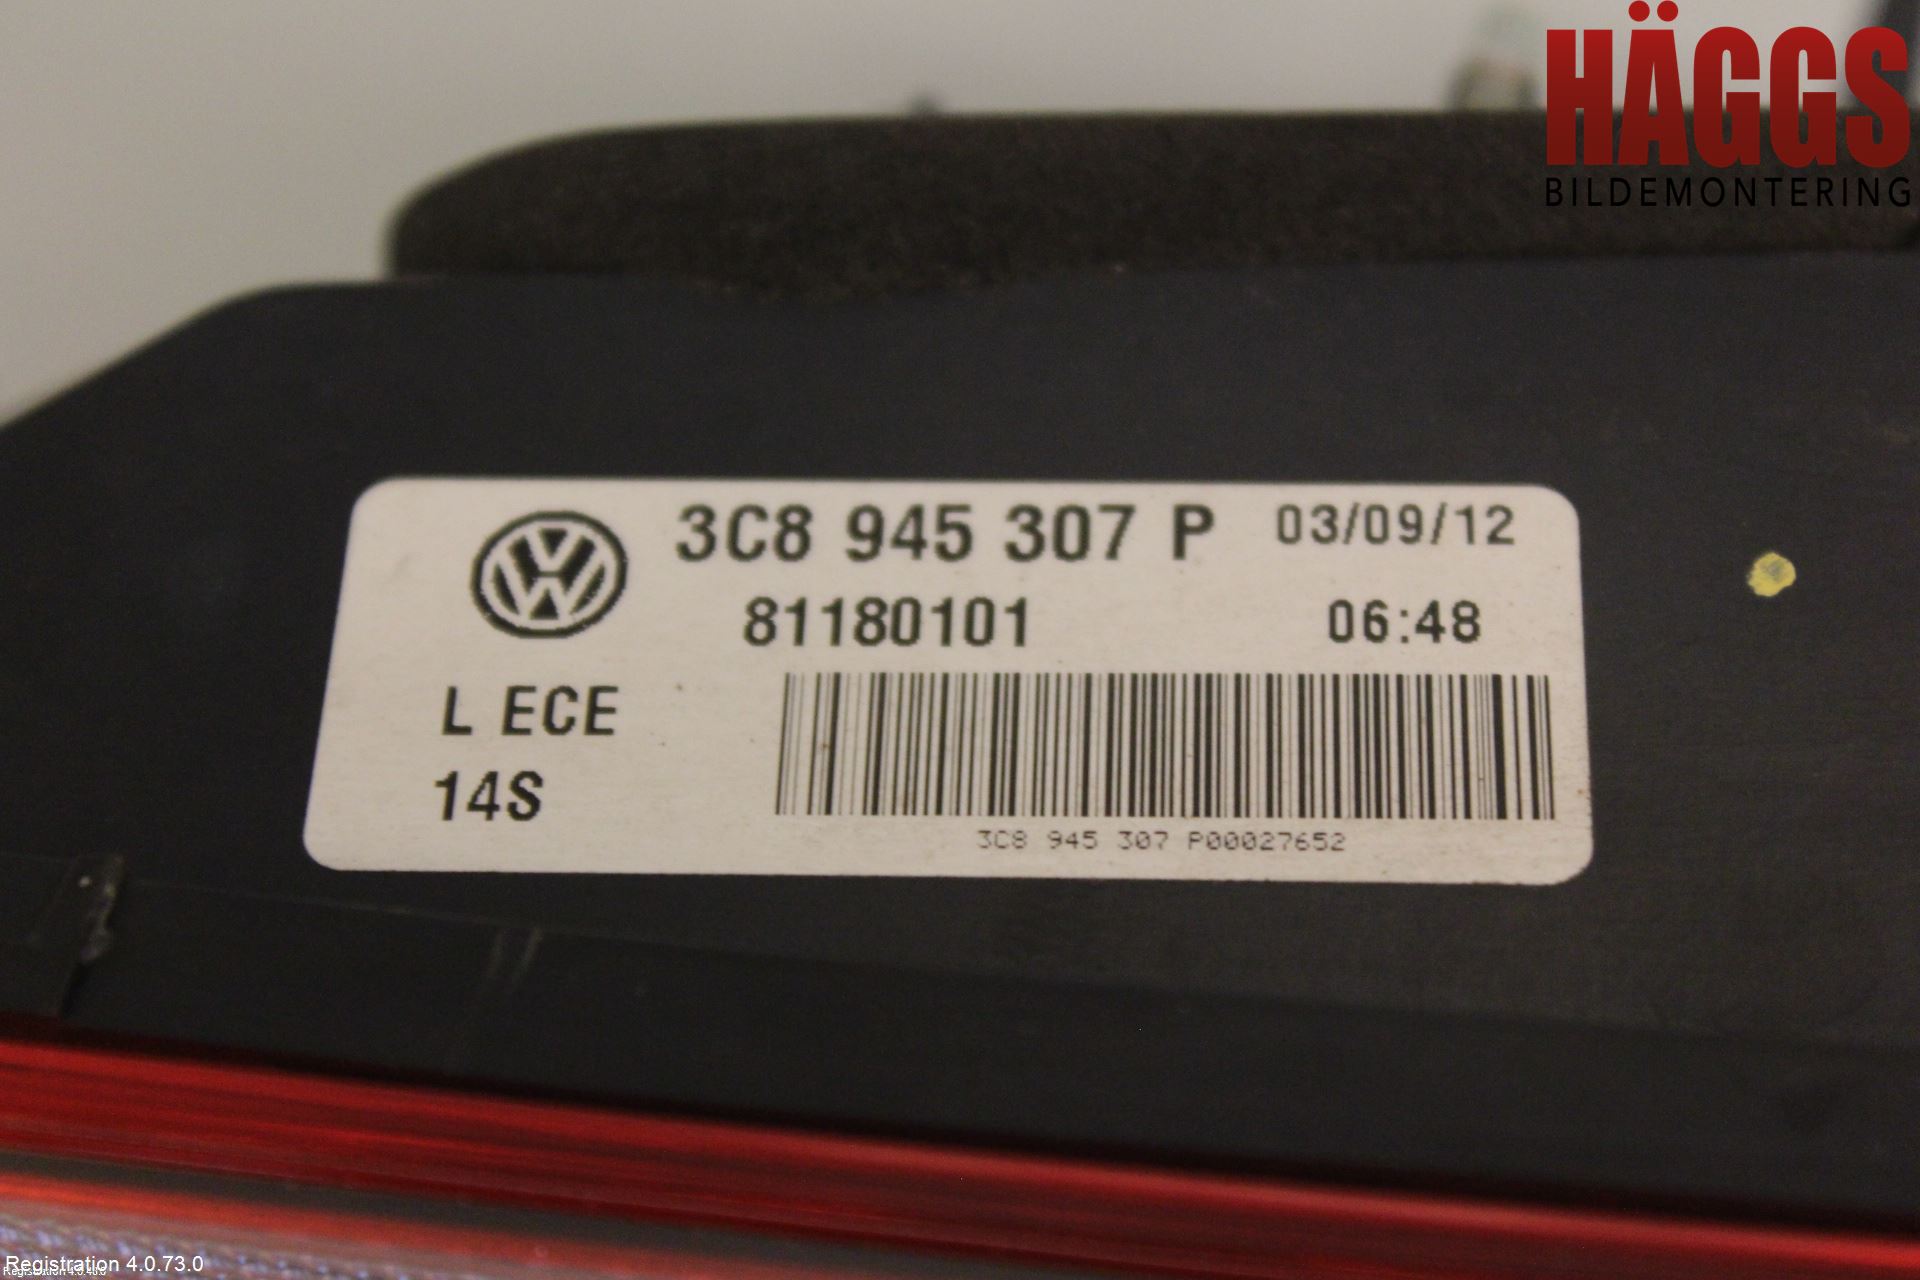 HÄGGS
BILDEMONTERING
3C8 945 307 P 03/09/12
81180101 06:48
L ECE
14S
3C8 945 307 P00027652
Registration 4.0.73.0